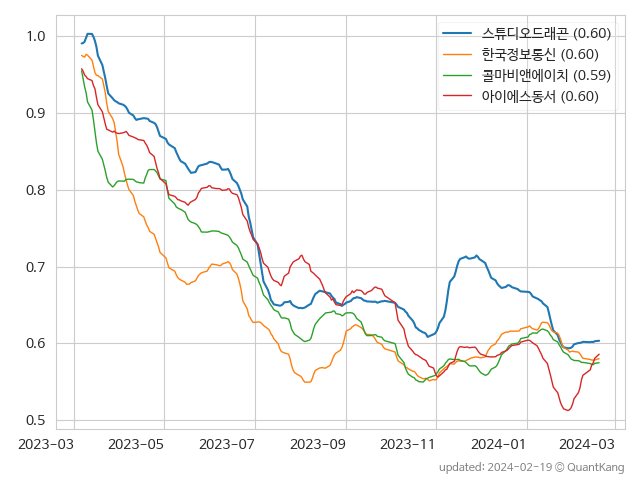 스튜디오드래곤 (0.60)
한국정보통신 (0.60)
콜마비앤에이치 (0.59)
아이에스동서 (0.60)
1.0
0.9
0.8
0.7
0.6
0.5
2023-03 2023-05 2023-07 2023-09 2023-11 2024-01 2024-03
updated: 2024-02-19 © QuantKang